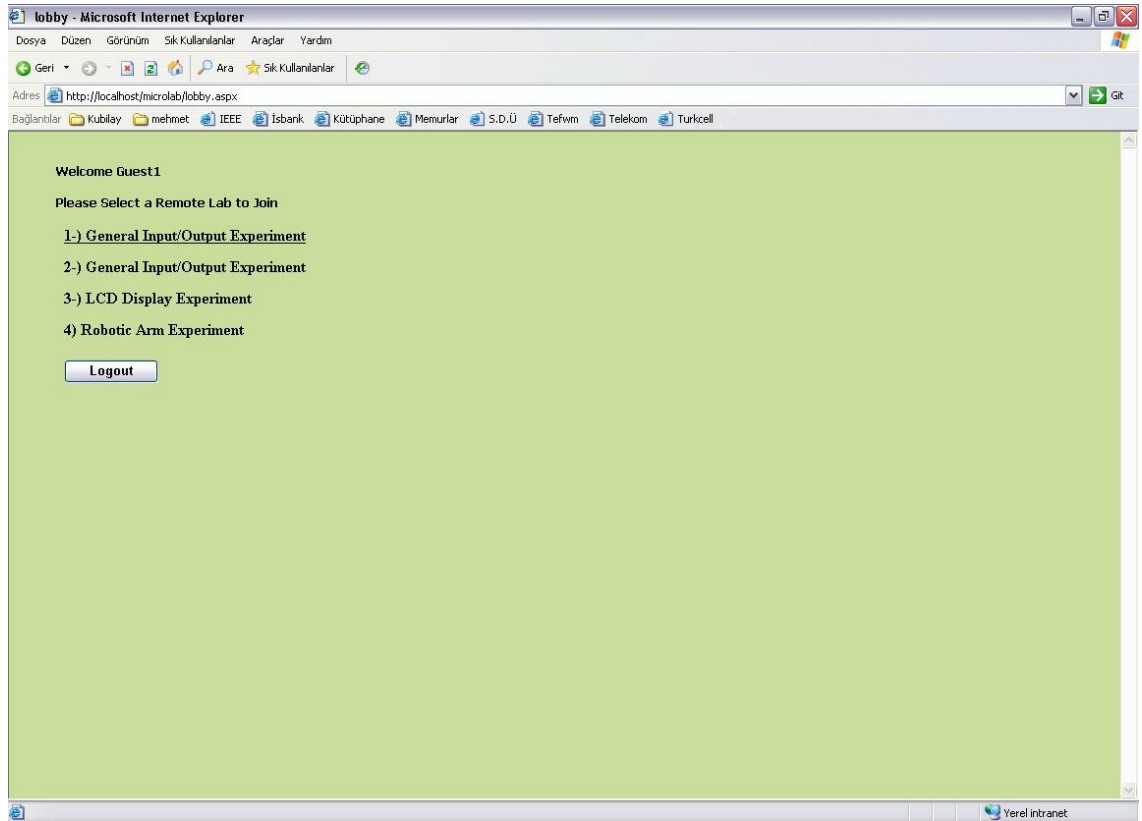 lobby - Microsoft Internet Explorer
Dosya Düzen Görünüm Sık Kullanılanlar Araçlar Yardım
Geri Ara Sık Kullanılanlar
Adres http://localhost/microlab/lobby.aspx Git
Bağlantılar Kubilay mehmet IEEE İsbank Kütüphane Memurlar S.D.Ü Tefwm Telekom Turkcell
Welcome Guest1
Please Select a Remote Lab to Join
1-) General Input/Output Experiment
2-) General Input/Output Experiment
3-) LCD Display Experiment
4) Robotic Arm Experiment
Logout
Yerel intranet